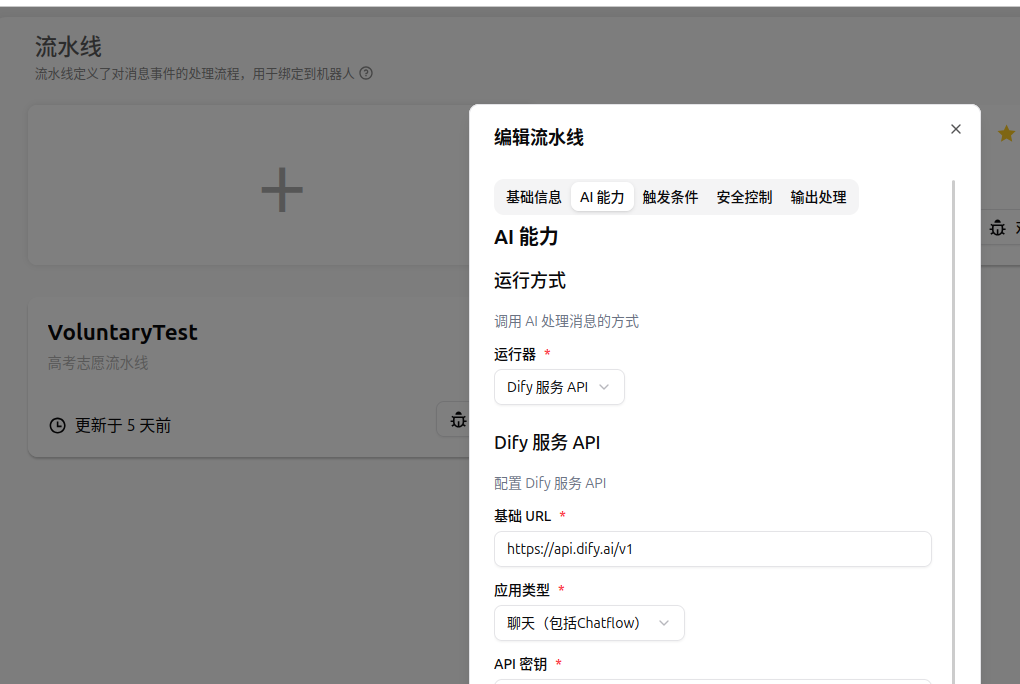 流水线
流水线定义了对消息事件的处理流程，用于绑定到机器人
VoluntaryTest
高考志愿流水线
更新于 5 天前
编辑流水线
基础信息 AI 能力 触发条件 安全控制 输出处理
AI 能力
运行方式
调用 AI 处理消息的方式
运行器 *
Dify 服务 API
Dify 服务 API
配置 Dify 服务 API
基础 URL *
https://api.dify.ai/v1
应用类型 *
聊天（包括Chatflow）
API 密钥 *